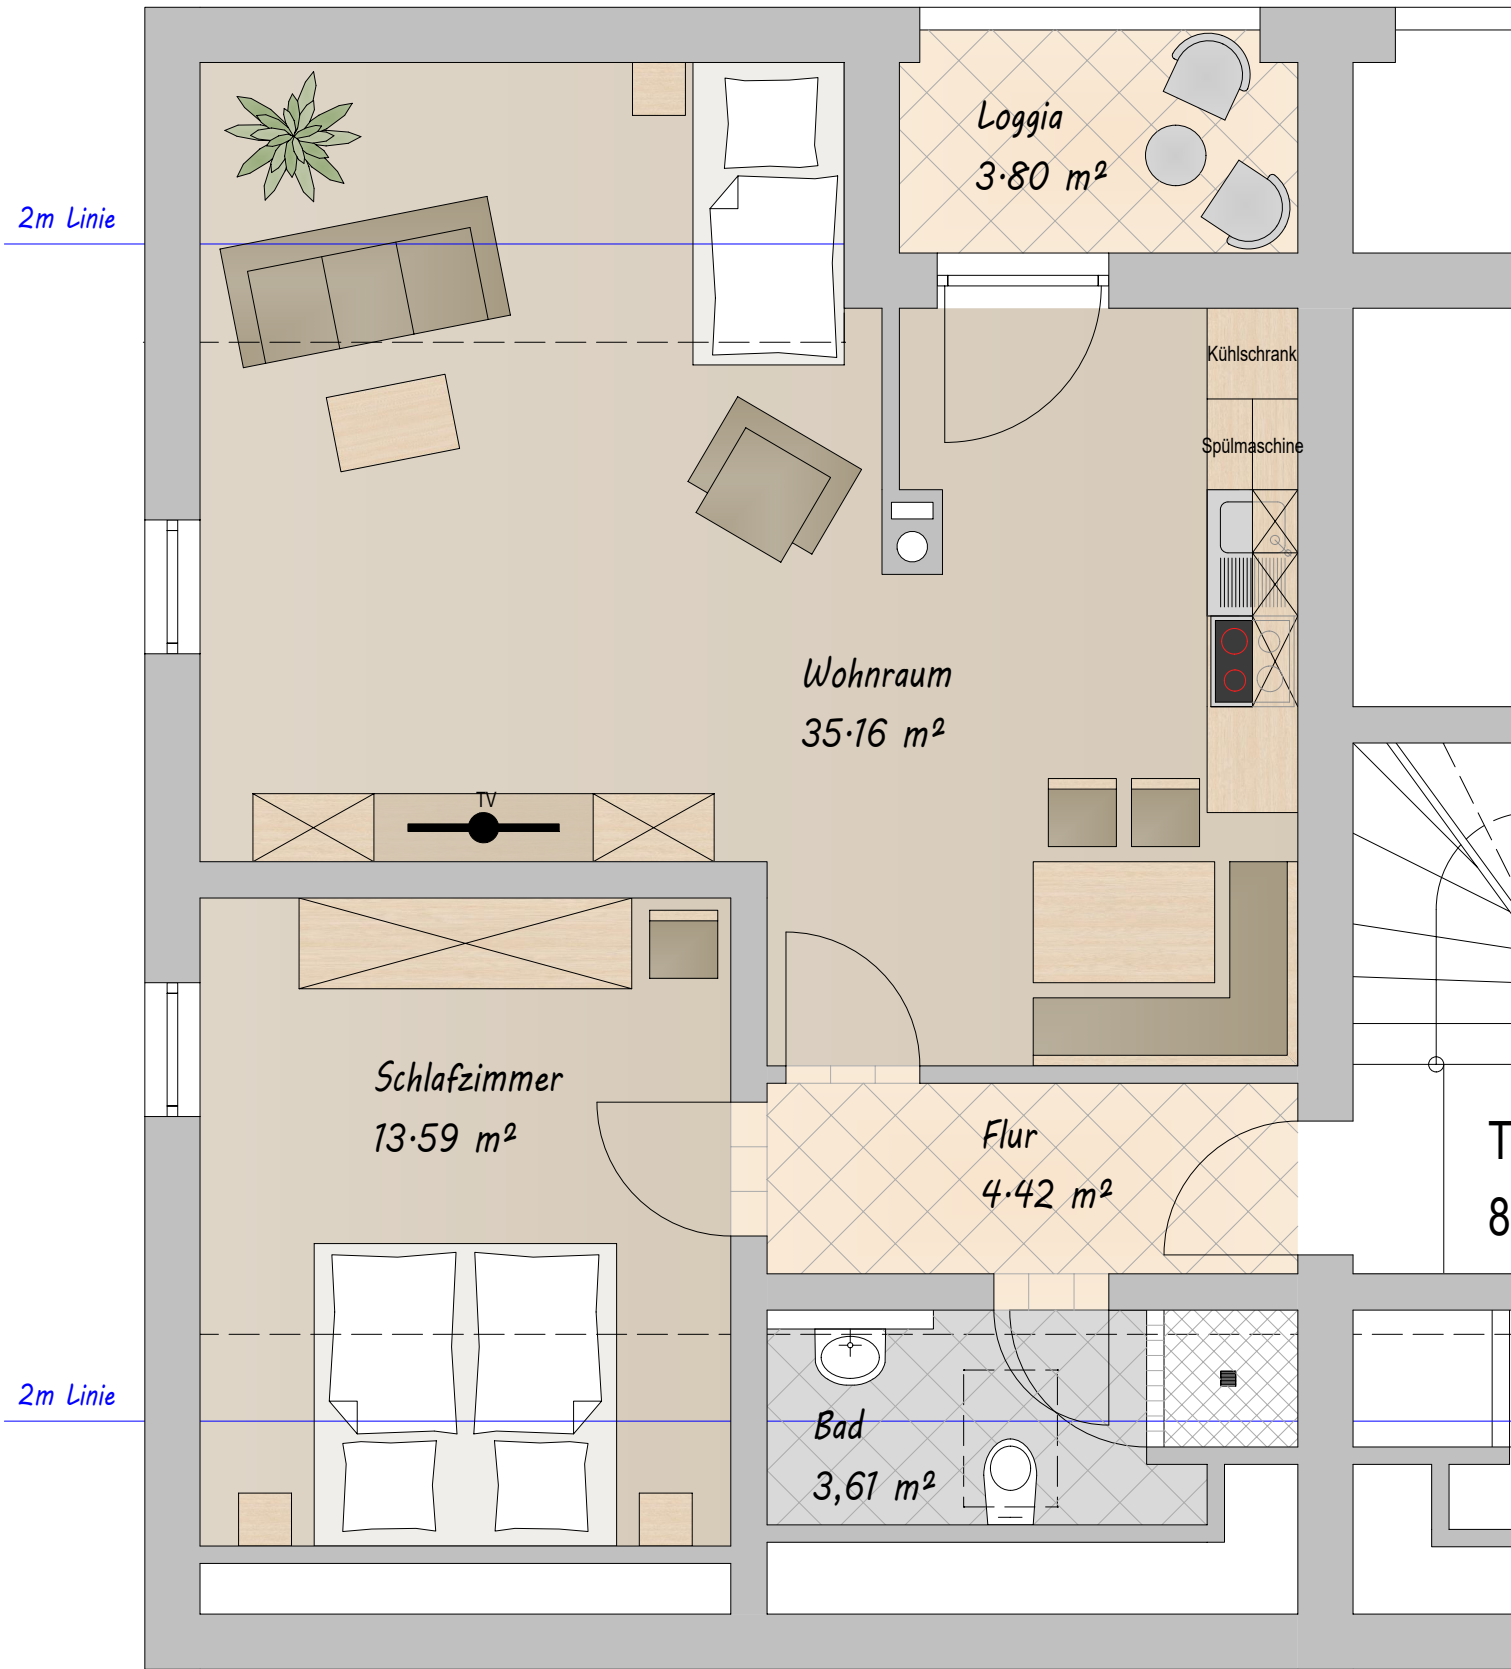 Loggia
3.80 m²
2m Linie
Kühlschrank
Spülmaschine
Wohnraum
35.16 m²
TV
Schlafzimmer
13.59 m²
Flur
4.42 m²
T
8
2m Linie
Bad
3,61 m²